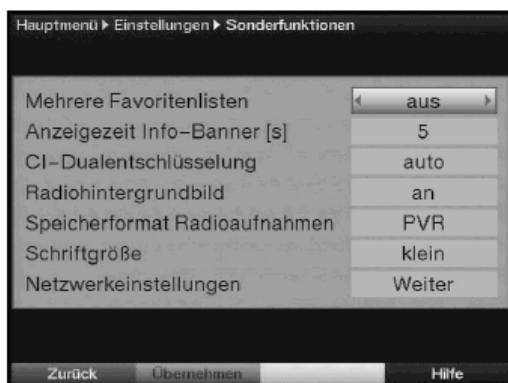 Hauptmenü ▶ Einstellungen ▶ Sonderfunktionen
Mehrere Favoritenlisten aus
Anzeigezeit Info-Banner [s] 5
CI-Dualentschlüsselung auto
Radiohintergrundbild an
Speicherformat Radioaufnahmen PVR
Schriftgröße klein
Netzwerkeinstellungen Weiter
Zurück Übernehmen Hilfe